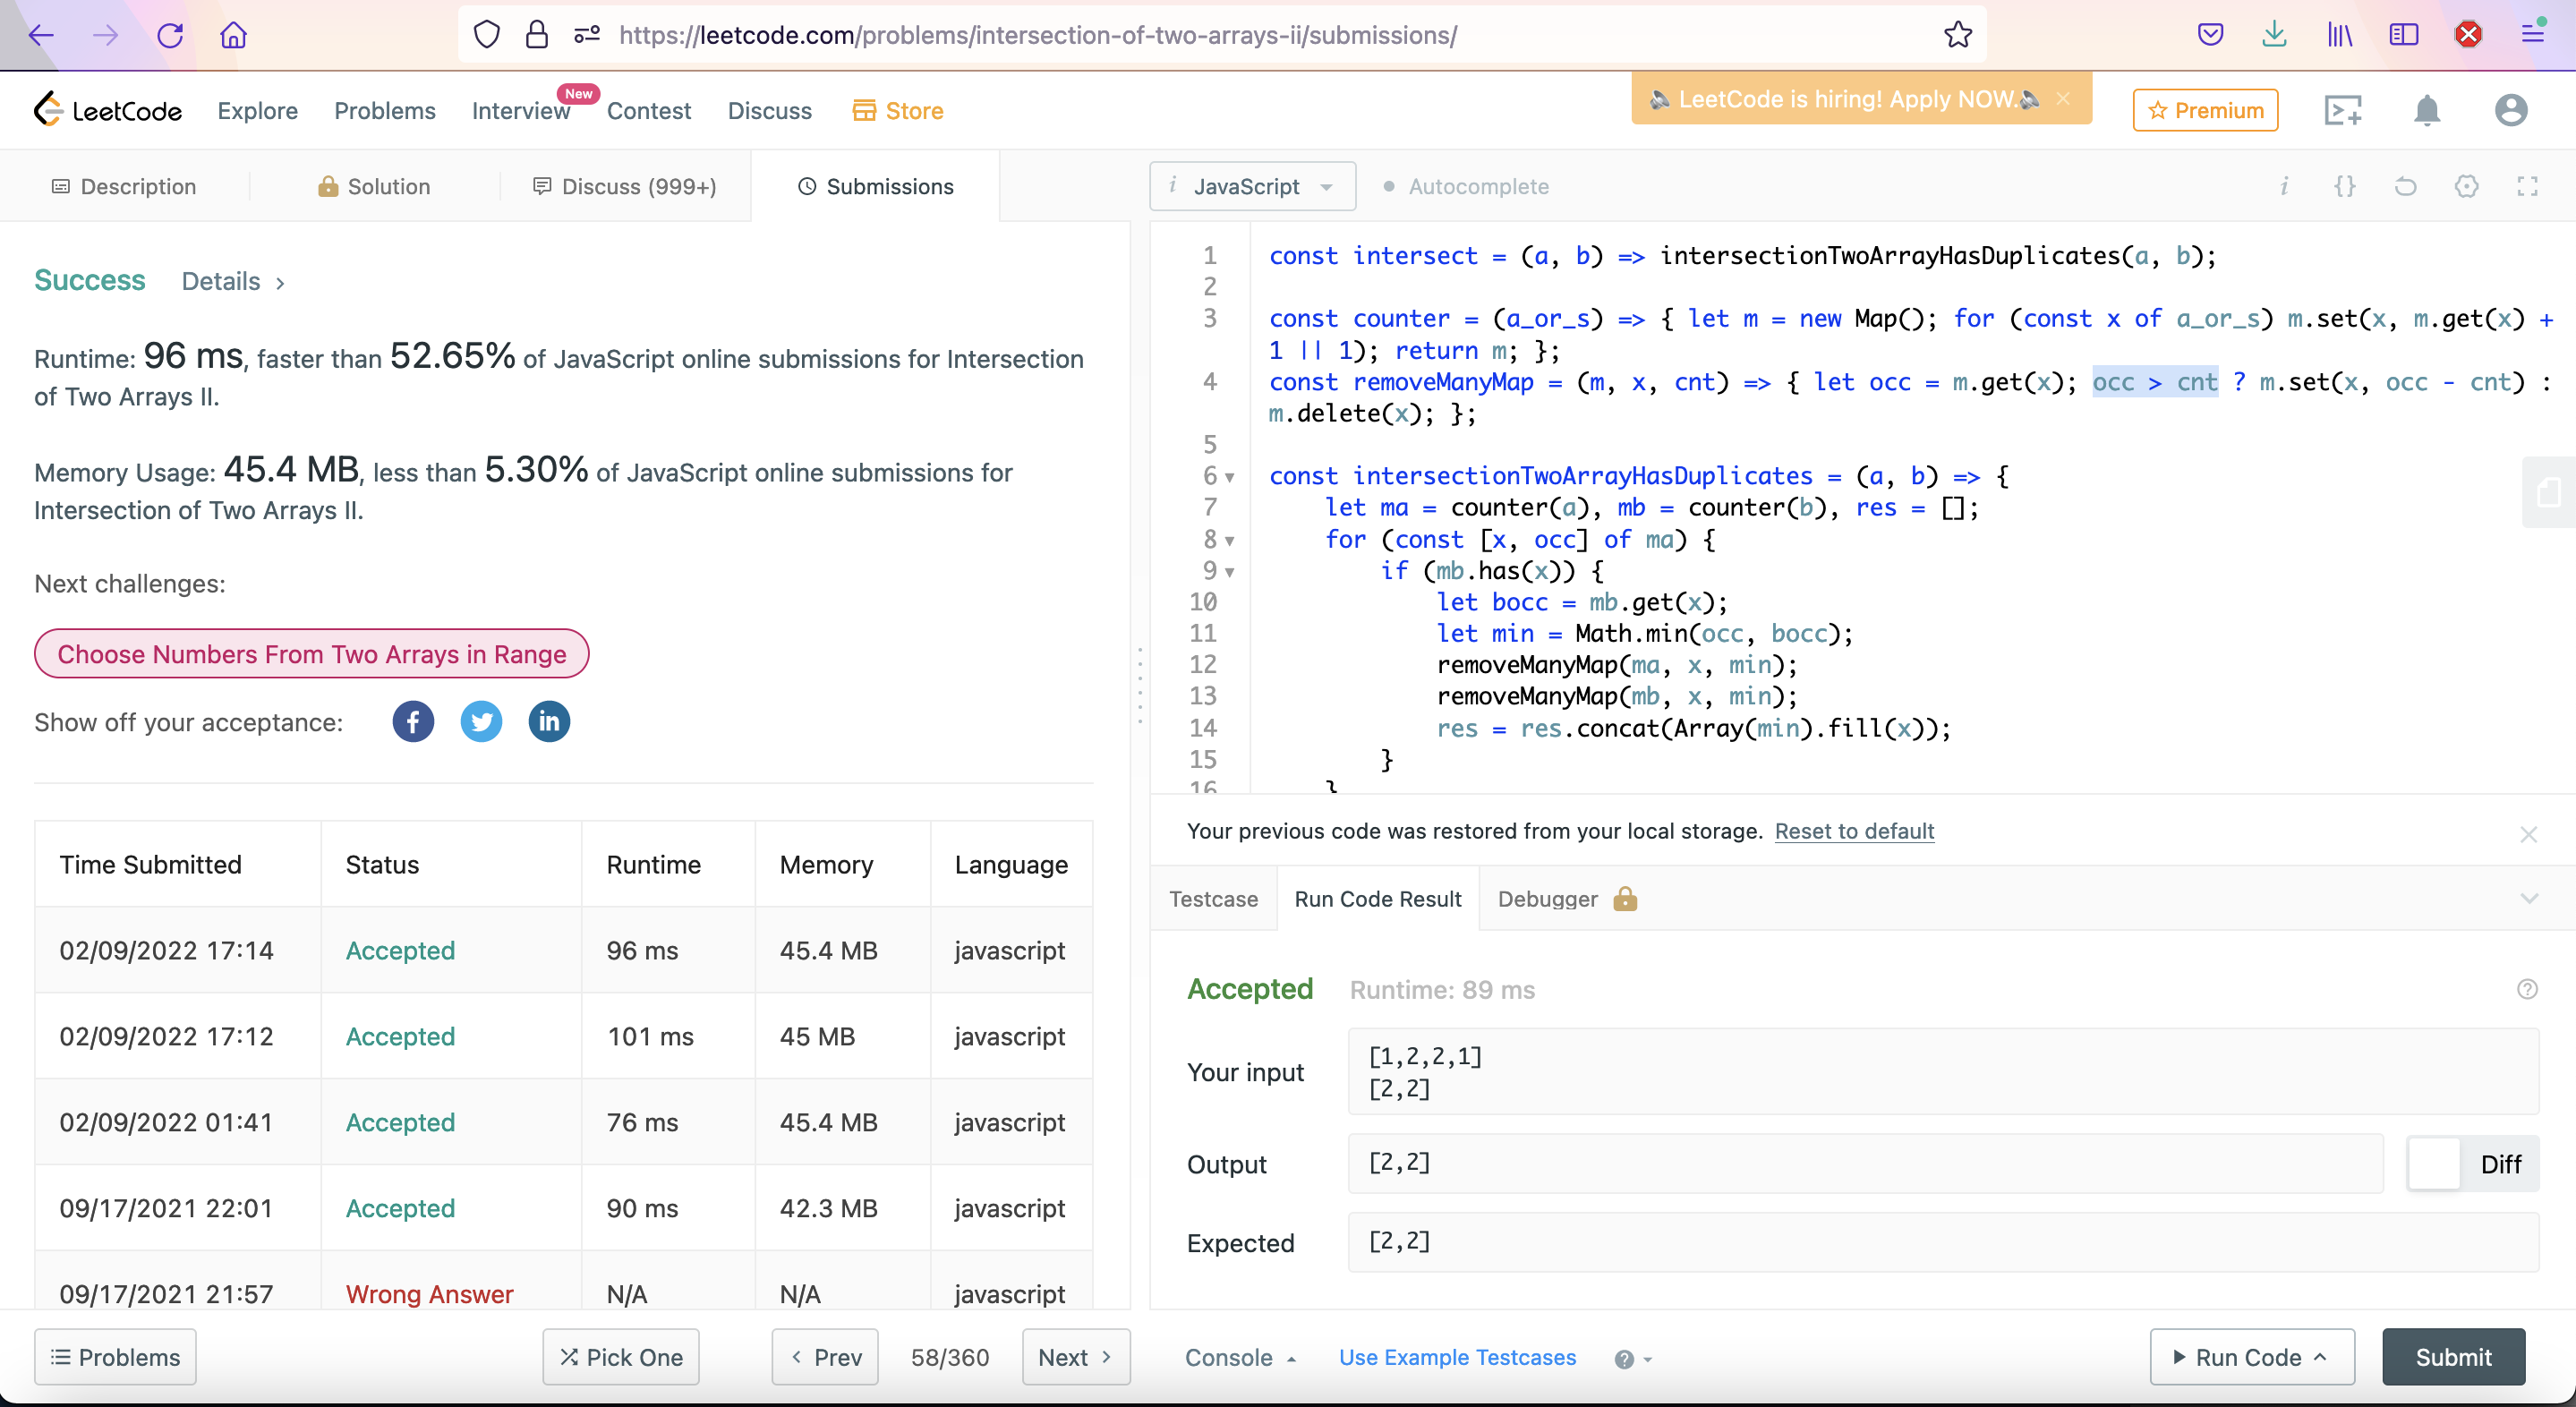 https://leetcode.com/problems/intersection-of-two-arrays-ii/submissions/
LeetCode
Explore
Problems
Interview
New
Contest
Discuss
Store
LeetCode is hiring! Apply NOW.
Premium
Description
Solution
Discuss (999+)
Submissions
i JavaScript
Autocomplete
i {}
Success
Details >
Runtime: 96 ms, faster than 52.65% of JavaScript online submissions for Intersection
of Two Arrays II.
Memory Usage: 45.4 MB, less than 5.30% of JavaScript online submissions for
Intersection of Two Arrays II.
Next challenges:
Choose Numbers From Two Arrays in Range
Show off your acceptance:
Time Submitted Status Runtime Memory Language
02/09/2022 17:14 Accepted 96 ms 45.4 MB javascript
02/09/2022 17:12 Accepted 101 ms 45 MB javascript
02/09/2022 01:41 Accepted 76 ms 45.4 MB javascript
09/17/2021 22:01 Accepted 90 ms 42.3 MB javascript
09/17/2021 21:57 Wrong Answer N/A N/A javascript
Problems
Pick One
< Prev
58/360
Next >
1 const intersect = (a, b) => intersectionTwoArrayHasDuplicates(a, b);
2
3 const counter = (a_or_s) => { let m = new Map(); for (const x of a_or_s) m.set(x, m.get(x) +
1 || 1); return m; };
4 const removeManyMap = (m, x, cnt) => { let occ = m.get(x); occ > cnt ? m.set(x, occ - cnt) :
m.delete(x); };
5
6 const intersectionTwoArrayHasDuplicates = (a, b) => {
7 let ma = counter(a), mb = counter(b), res = [];
8 for (const [x, occ] of ma) {
9 if (mb.has(x)) {
10 let bocc = mb.get(x);
11 let min = Math.min(occ, bocc);
12 removeManyMap(ma, x, min);
13 removeManyMap(mb, x, min);
14 res = res.concat(Array(min).fill(x));
15 }
16 }
Your previous code was restored from your local storage. Reset to default
Testcase
Run Code Result
Debugger
Accepted
Runtime: 89 ms
Your input
[1,2,2,1]
[2,2]
Output
[2,2]
Diff
Expected
[2,2]
Console
Use Example Testcases
Run Code
Submit